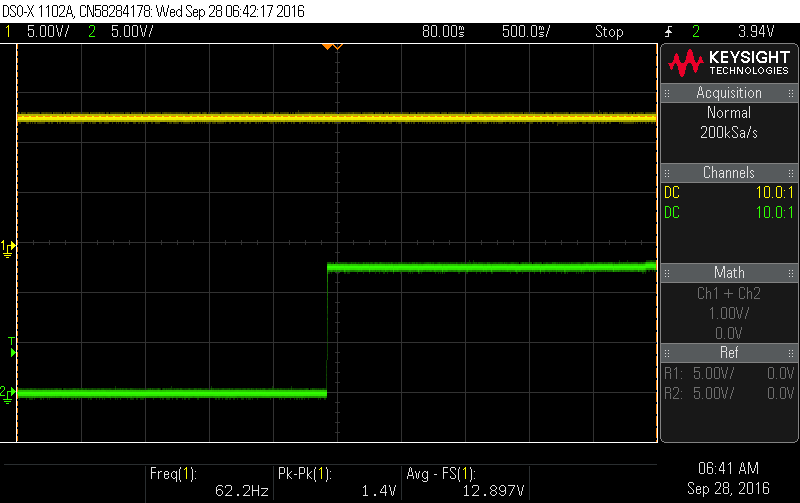 DSO-X 1102A, CN58284178: Wed Sep 28 06:42:17 2016
1 5.00V/ 2 5.00V/ 80.00s 500.0s/ Stop 2 3.94V
KEYSIGHT
TECHNOLOGIES
Acquisition
Normal
200kSa/s
Channels
DC 10.0:1
DC 10.0:1
1
Math
Ch1 + Ch2
1.00V/
0.0V
T
Ref
R1: 5.00V/ 0.0V
R2: 5.00V/ 0.0V
2
Freq(1): Pk-Pk(1): Avg - FS(1):
62.2Hz 1.4V 12.897V
06:41 AM
Sep 28, 2016